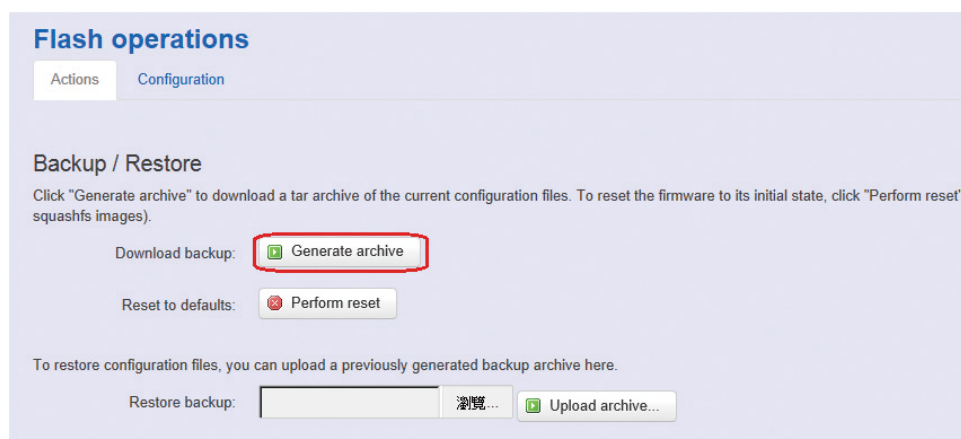 Flash operations
Actions Configuration
Backup / Restore
Click "Generate archive" to download a tar archive of the current configuration files. To reset the firmware to its initial state, click "Perform reset"
squashfs images).
Download backup: Generate archive
Reset to defaults: Perform reset
To restore configuration files, you can upload a previously generated backup archive here.
Restore backup: 瀏覽... Upload archive...